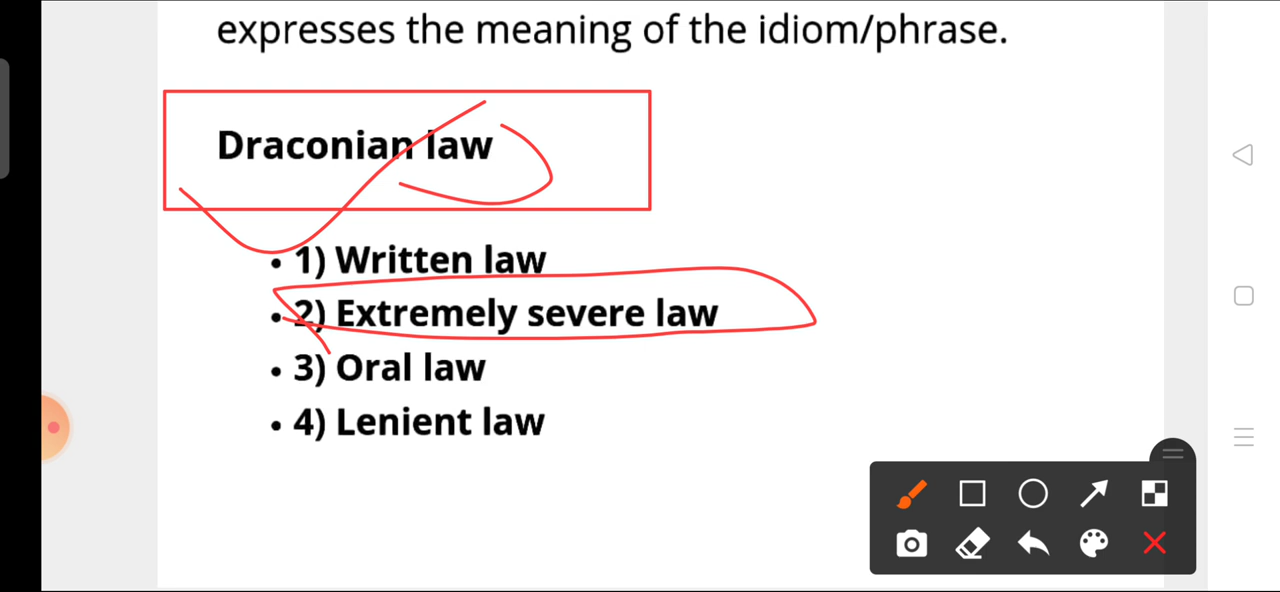 expresses the meaning of the idiom/phrase.
Draconian law
• 1) Written law
• 2) Extremely severe law
• 3) Oral law
• 4) Lenient law